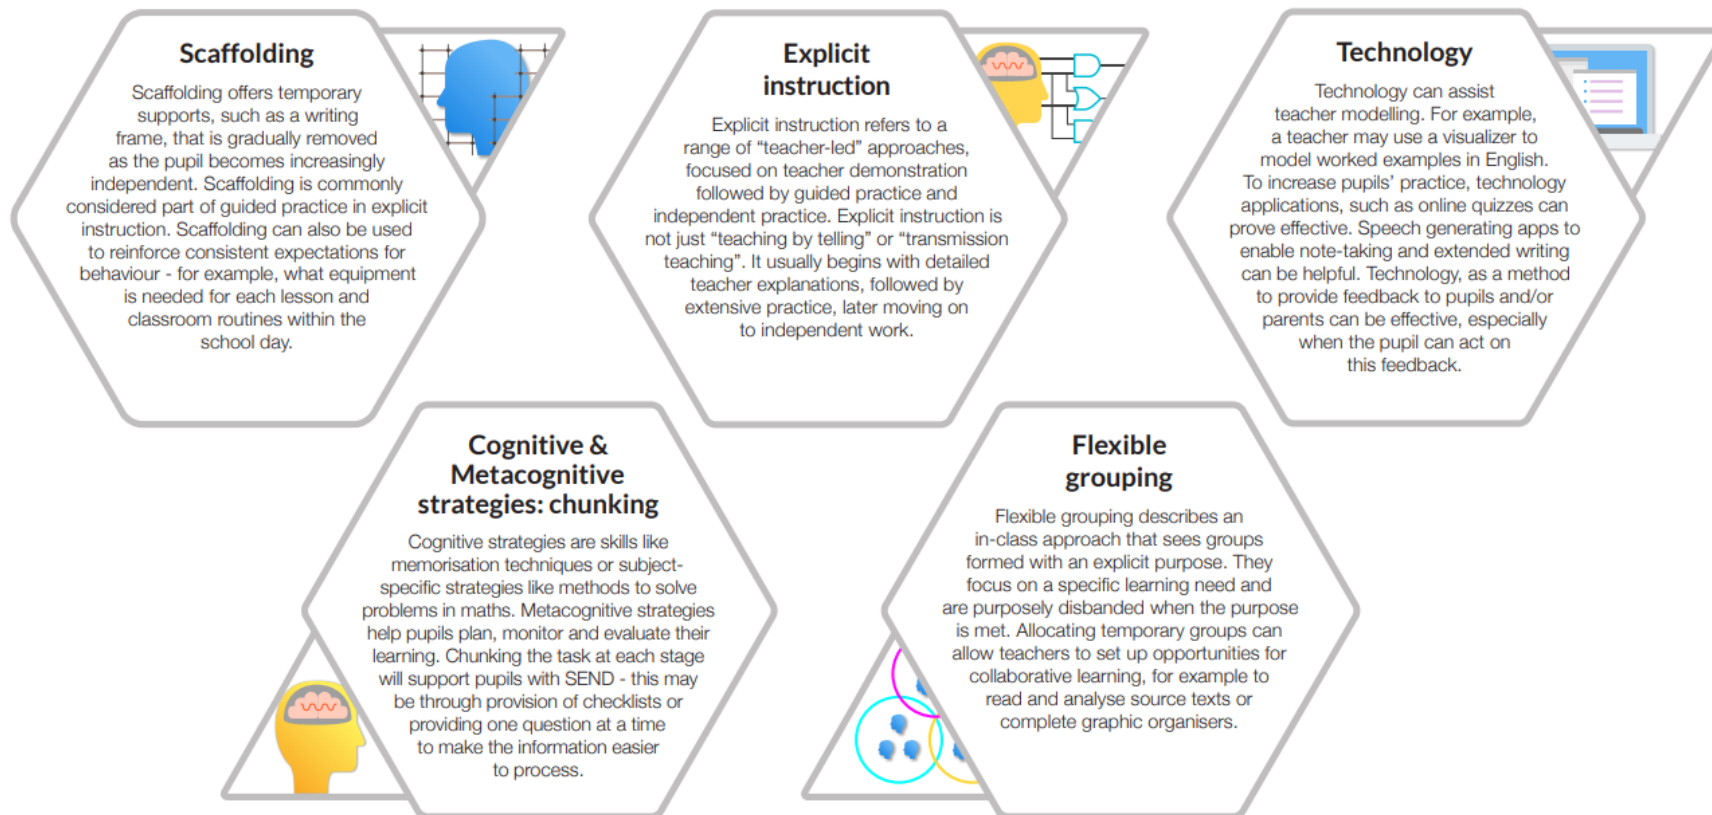 Scaffolding
Scaffolding offers temporary
supports, such as a writing
frame, that is gradually removed
as the pupil becomes increasingly
independent. Scaffolding is commonly
considered part of guided practice in explicit
instruction. Scaffolding can also be used
to reinforce consistent expectations for
behaviour - for example, what equipment
is needed for each lesson and
classroom routines within the
school day.
Explicit
instruction
Explicit instruction refers to a
range of “teacher-led” approaches,
focused on teacher demonstration
followed by guided practice and
independent practice. Explicit instruction is
not just “teaching by telling” or “transmission
teaching”. It usually begins with detailed
teacher explanations, followed by
extensive practice, later moving on
to independent work.
Technology
Technology can assist
teacher modelling. For example,
a teacher may use a visualizer to
model worked examples in English.
To increase pupils’ practice, technology
applications, such as online quizzes can
prove effective. Speech generating apps to
enable note-taking and extended writing
can be helpful. Technology, as a method
to provide feedback to pupils and/or
parents can be effective, especially
when the pupil can act on
this feedback.
Cognitive &
Metacognitive
strategies: chunking
Cognitive strategies are skills like
memorisation techniques or subject-
specific strategies like methods to solve
problems in maths. Metacognitive strategies
help pupils plan, monitor and evaluate their
learning. Chunking the task at each stage
will support pupils with SEND - this may
be through provision of checklists or
providing one question at a time
to make the information easier
to process.
Flexible
grouping
Flexible grouping describes an
in-class approach that sees groups
formed with an explicit purpose. They
focus on a specific learning need and
are purposely disbanded when the purpose
is met. Allocating temporary groups can
allow teachers to set up opportunities for
collaborative learning, for example to
read and analyse source texts or
complete graphic organisers.